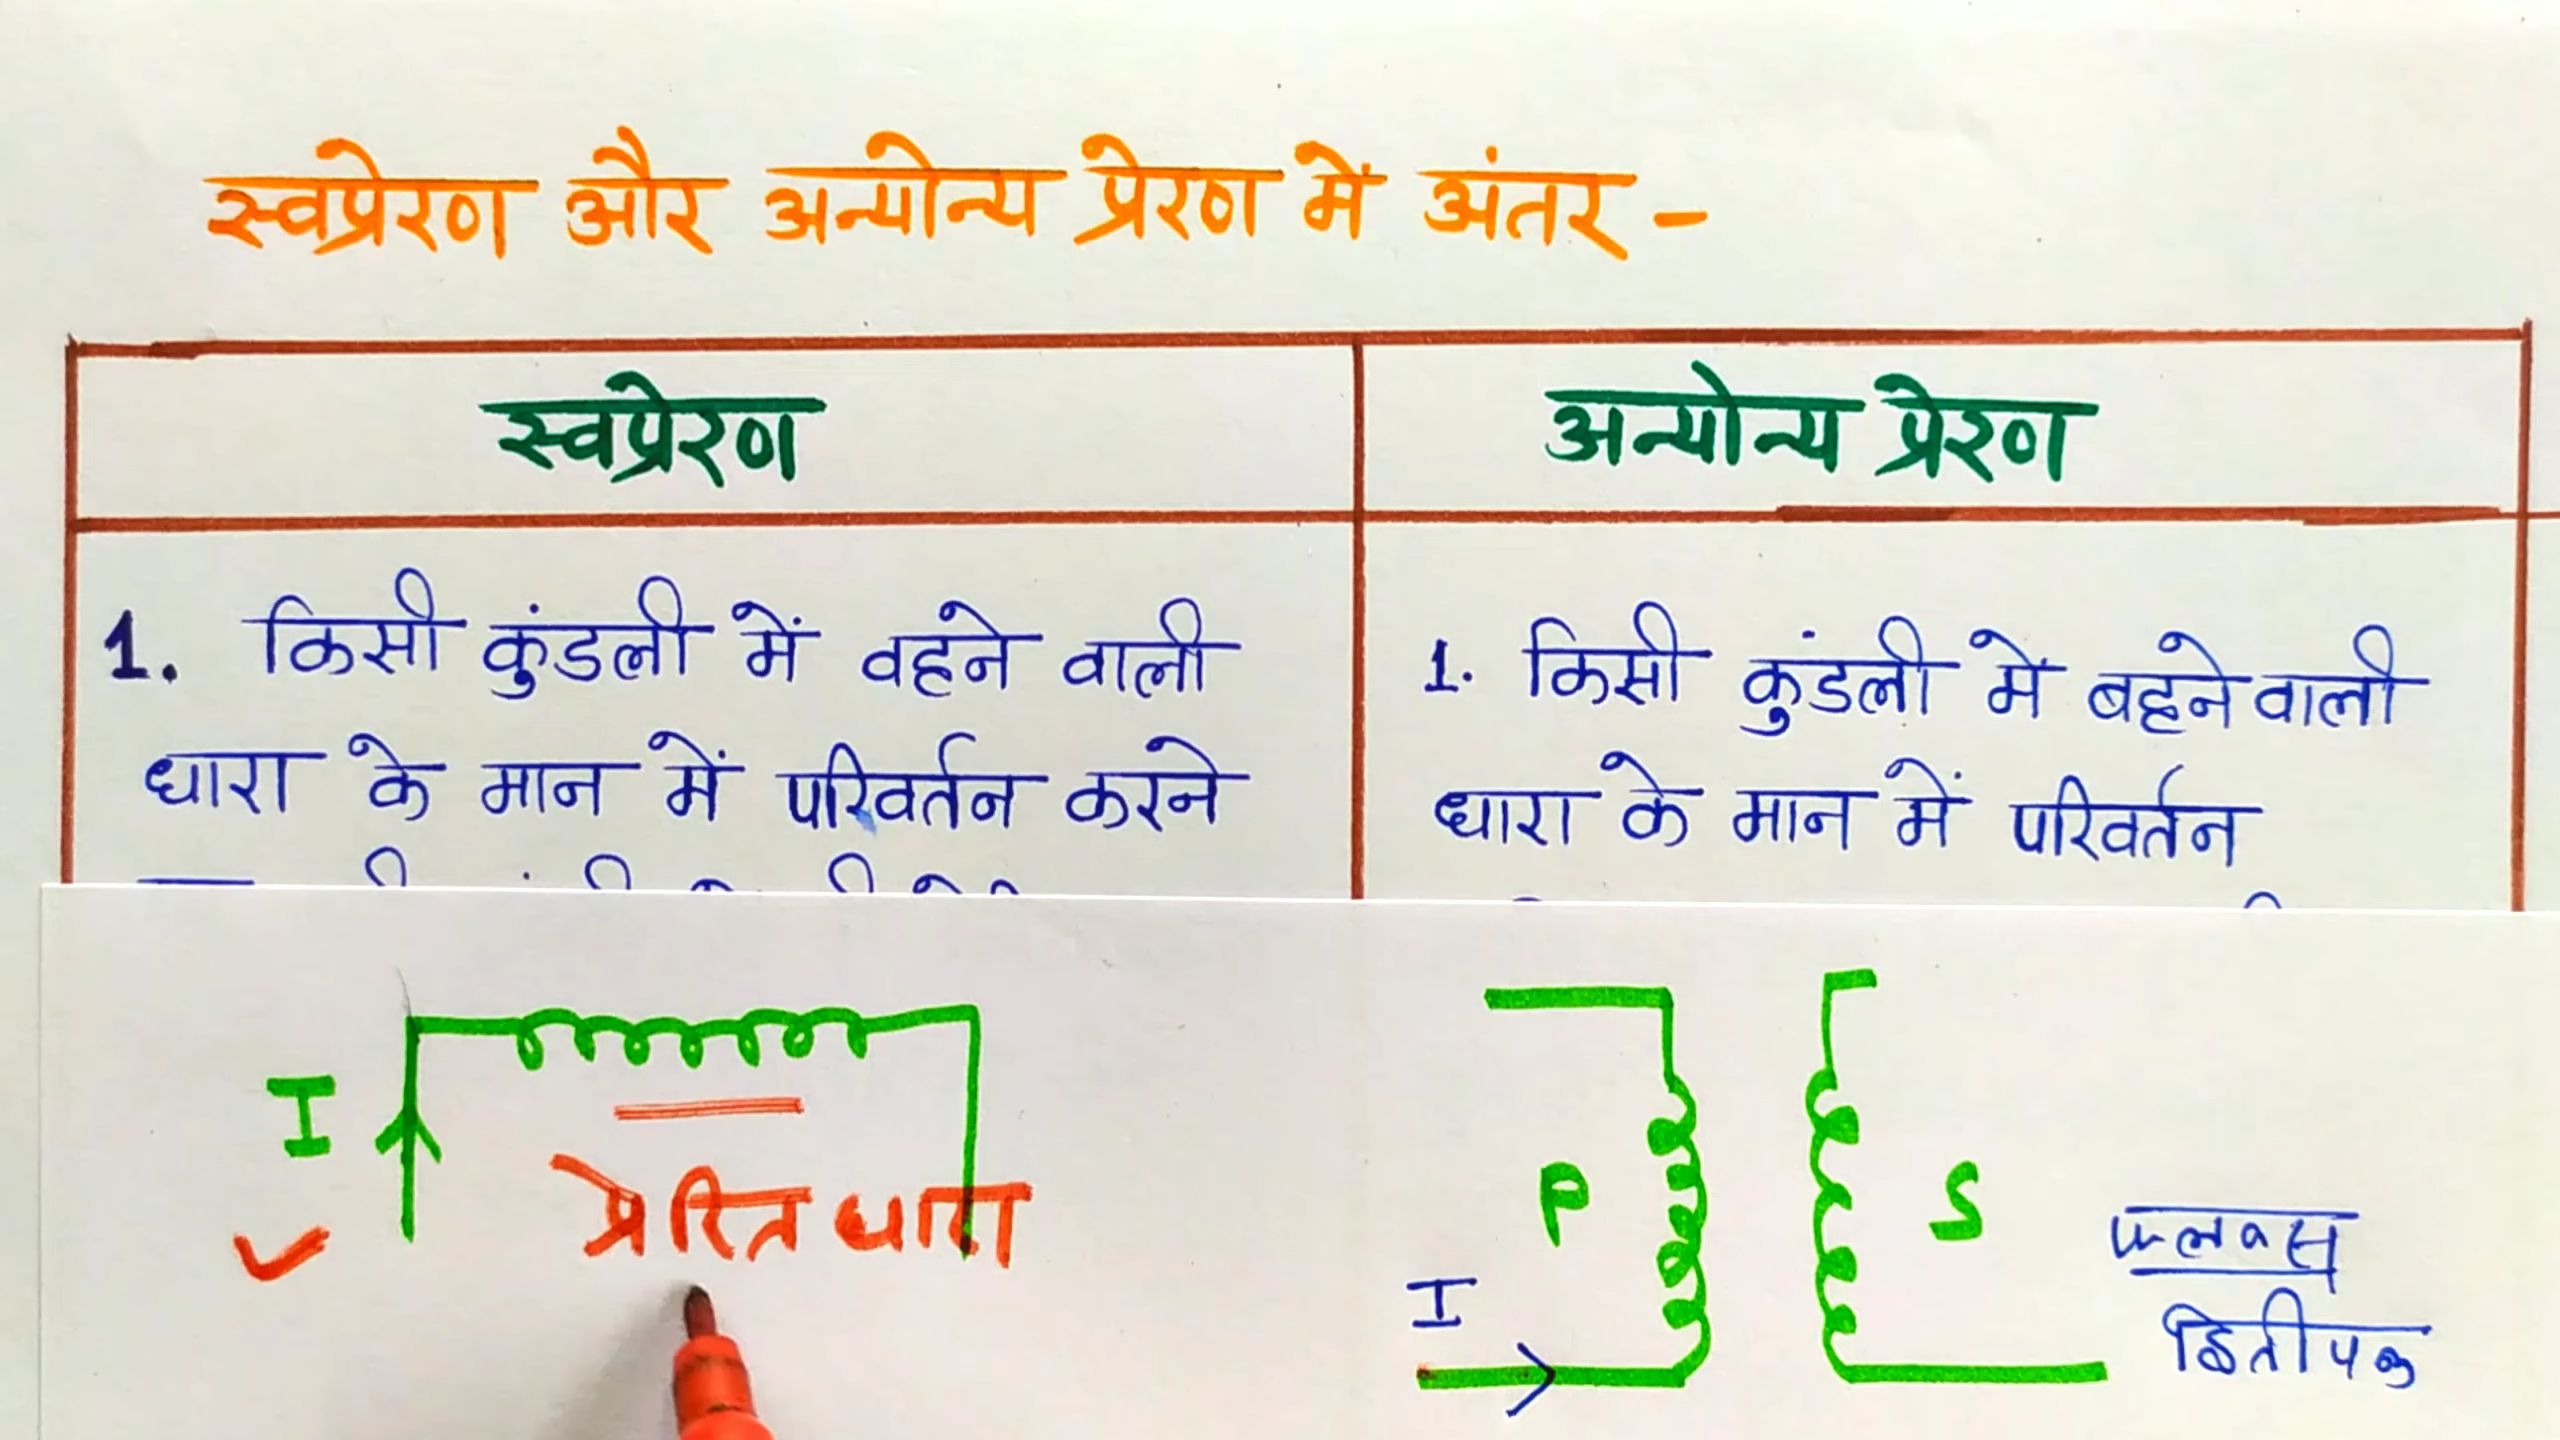 स्वप्रेरण और अन्योन्य प्रेरण में अंतर -
स्वप्रेरण
अन्योन्य प्रेरण
1. किसी कुंडली में वहने वाली
धारा के मान में परिवर्तन करने
1. किसी कुंडली में बहने वाली
धारा के मान में परिवर्तन
I
प्रेरित धारा
P
S
I
फ्लक्स
द्वितीयक